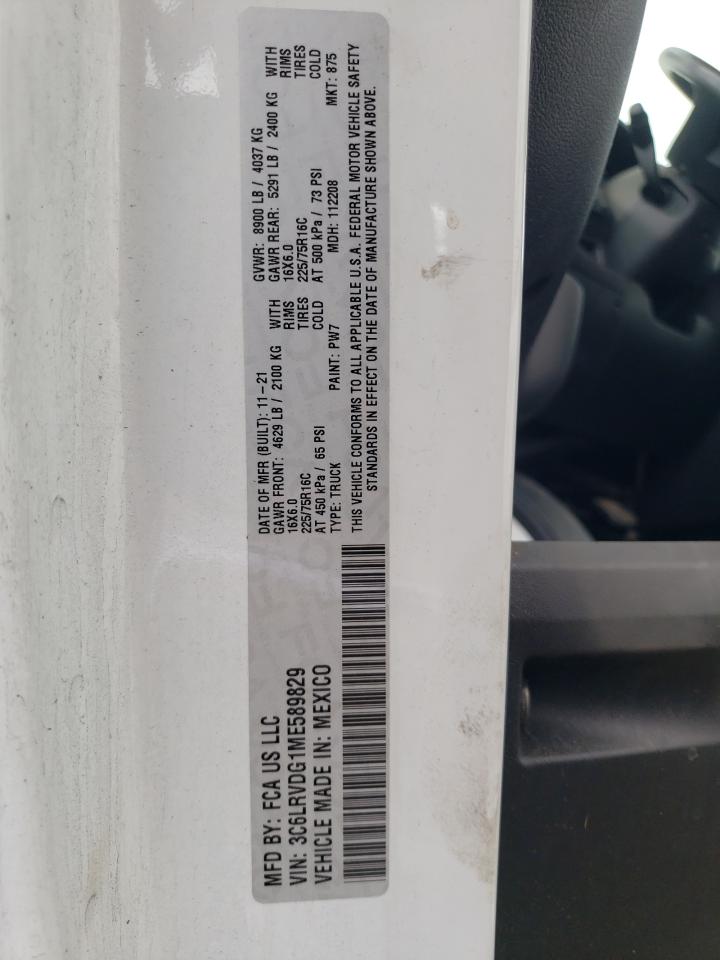 MFD BY: FCA US LLC
VIN: 3C6LRVDG1ME589829
VEHICLE MADE IN: MEXICO
DATE OF MFR (BUILT): 11-21 GVWR: 8900 LB / 4037 KG
GAWR FRONT: 4629 LB / 2100 KG WITH GAWR REAR: 5291 LB / 2400 KG WITH
16X6.0 RIMS 16X6.0 RIMS
225/75R16C TIRES 225/75R16C TIRES
AT 450 kPa / 65 PSI COLD AT 500 kPa / 73 PSI COLD
TYPE: TRUCK PAINT: PW7 MDH: 112208 MKT: 875
THIS VEHICLE CONFORMS TO ALL APPLICABLE U.S.A. FEDERAL MOTOR VEHICLE SAFETY
STANDARDS IN EFFECT ON THE DATE OF MANUFACTURE SHOWN ABOVE.